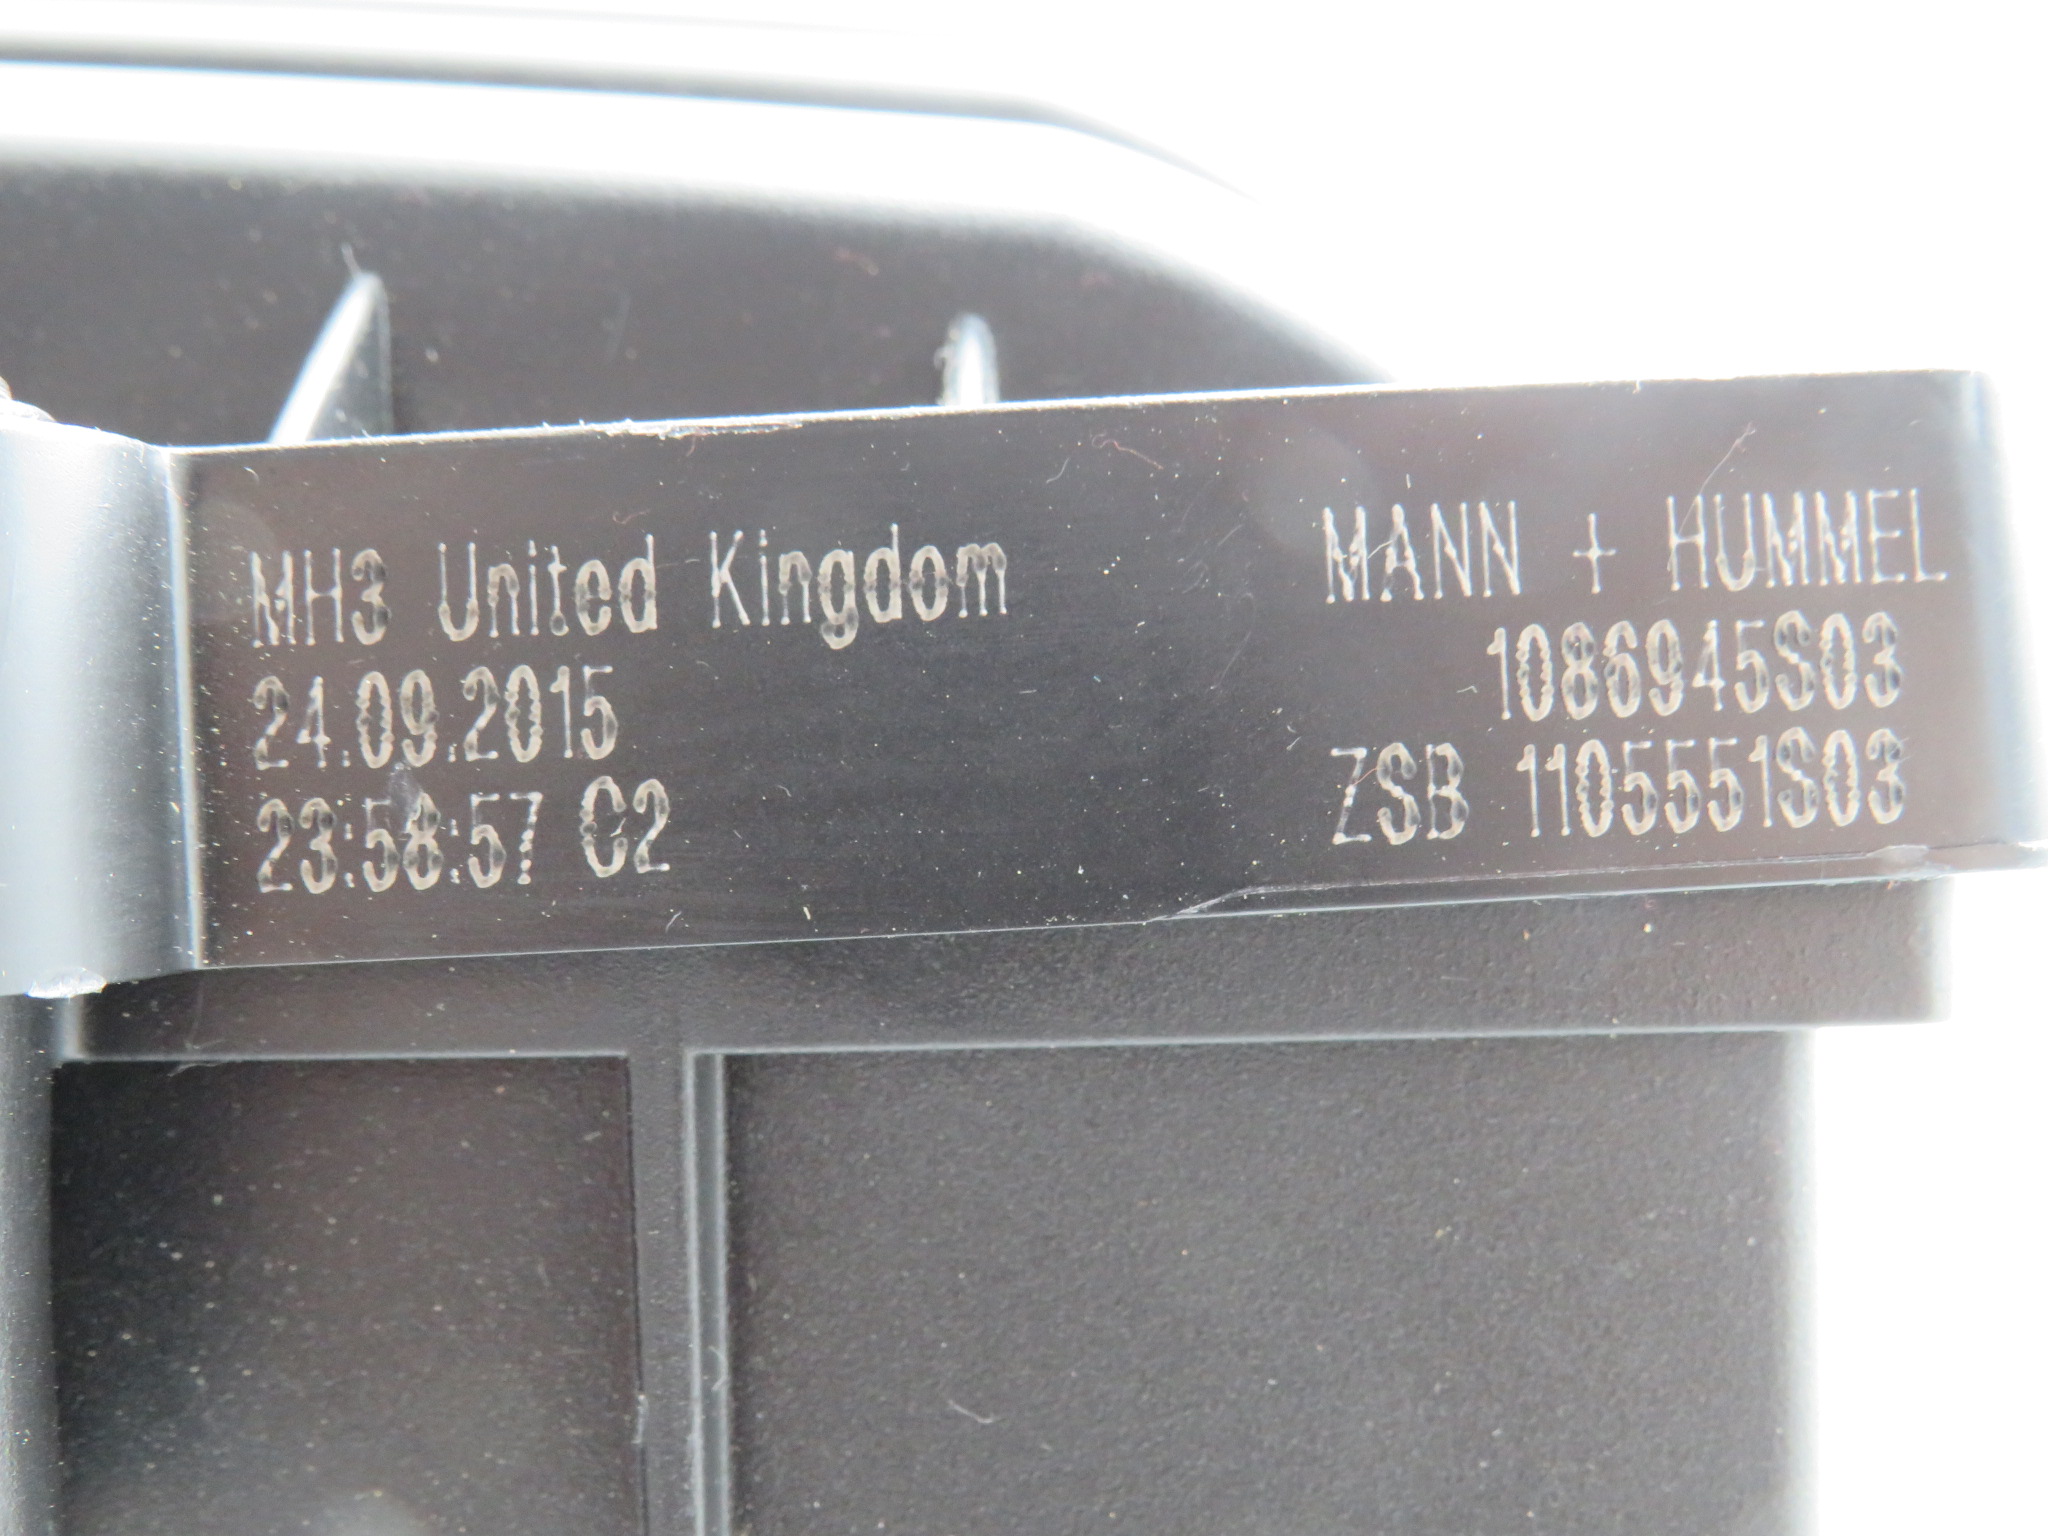 MH3 United Kingdom
24.09.2015
23:58:57 C2
MANN + HUMMEL
1086945S03
ZSB 1105551S03